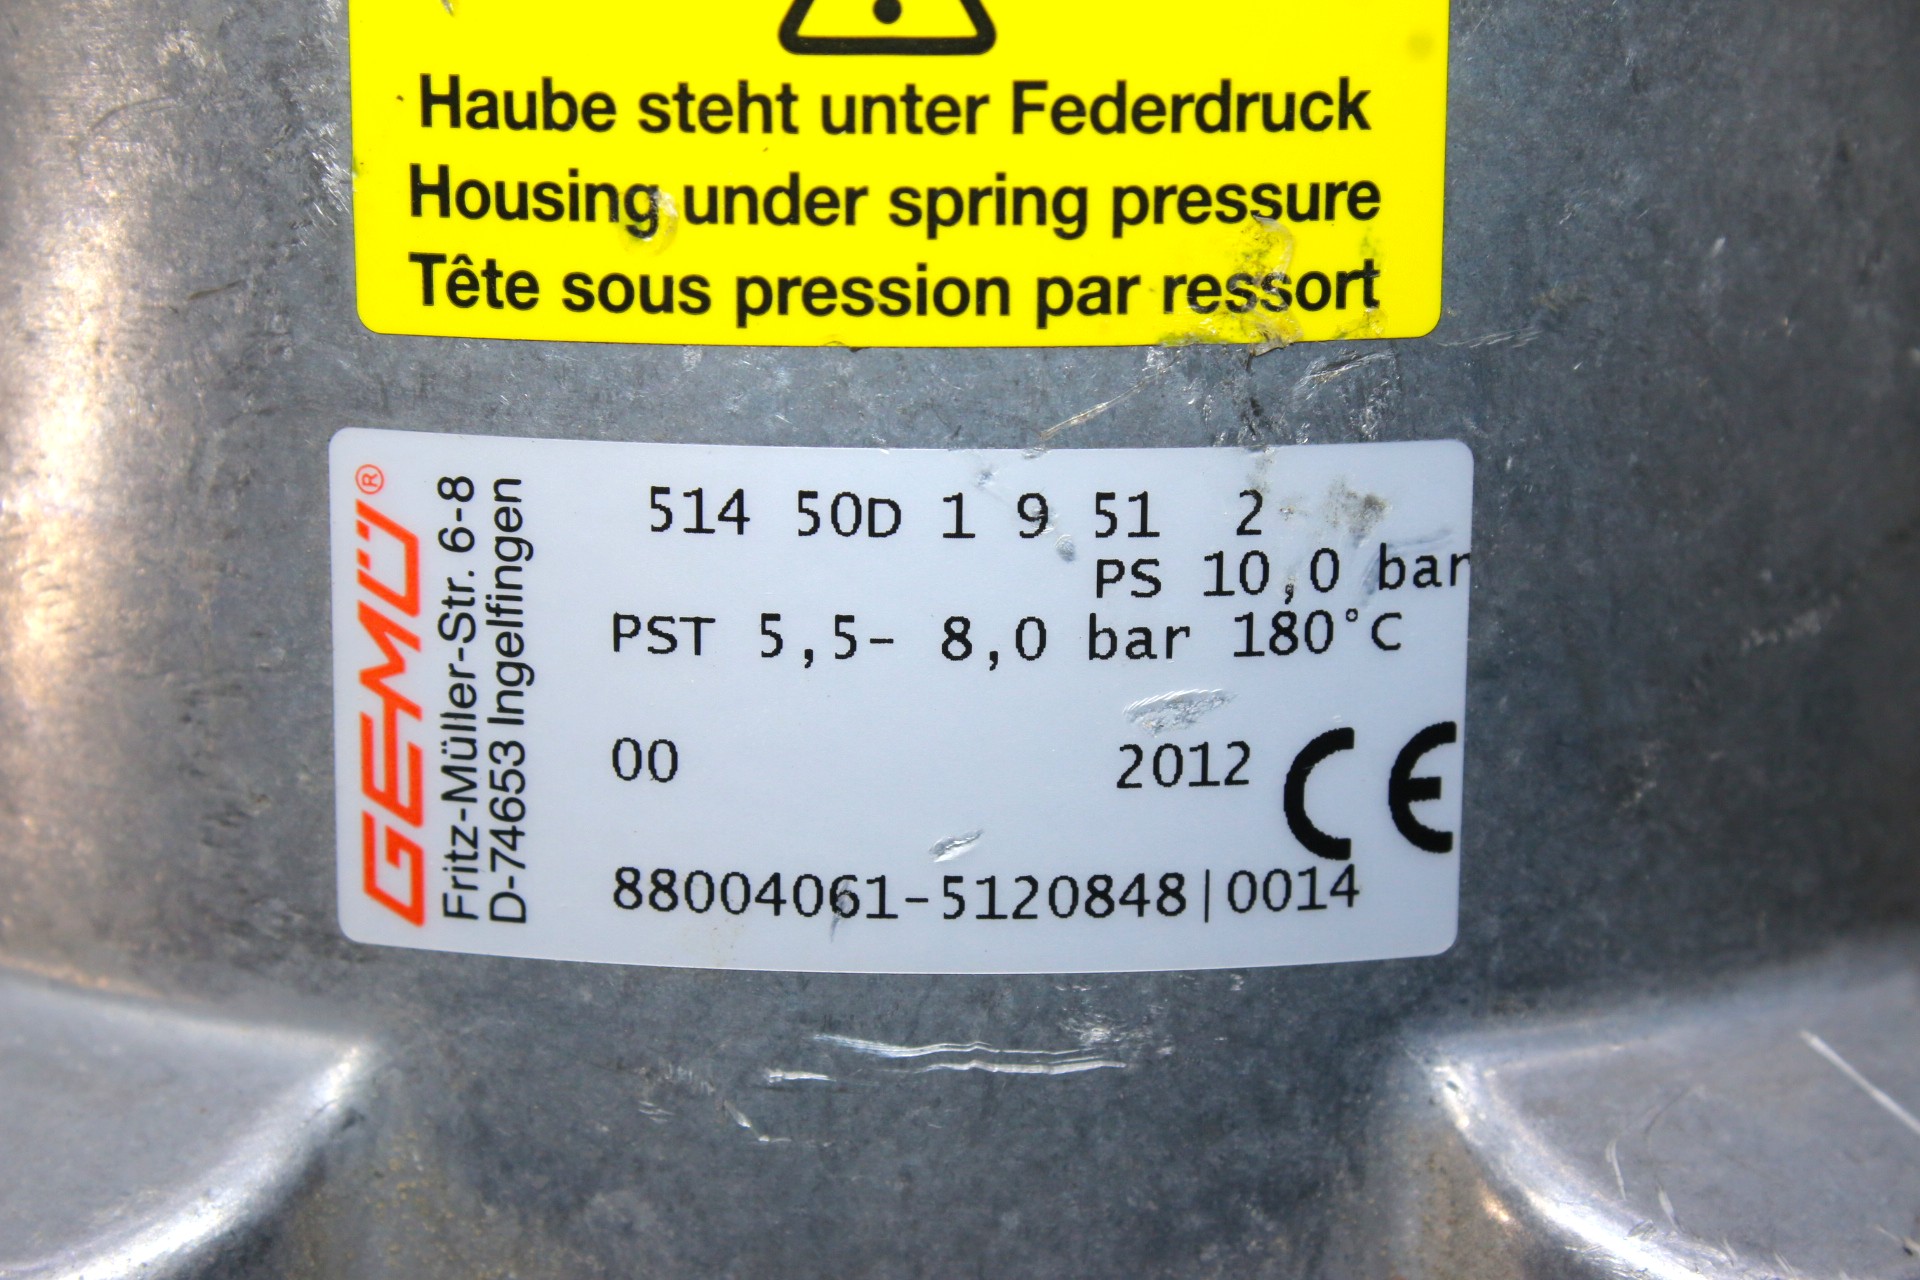 Haube steht unter Federdruck
Housing under spring pressure
Tête sous pression par ressort
GEMÜ®
Fritz-Müller-Str. 6-8
D-74653 Ingelfingen
514 50D 1 9 51 2
PS 10,0 bar
PST 5,5- 8,0 bar 180°C
00 2012 CE
88004061-5120848|0014